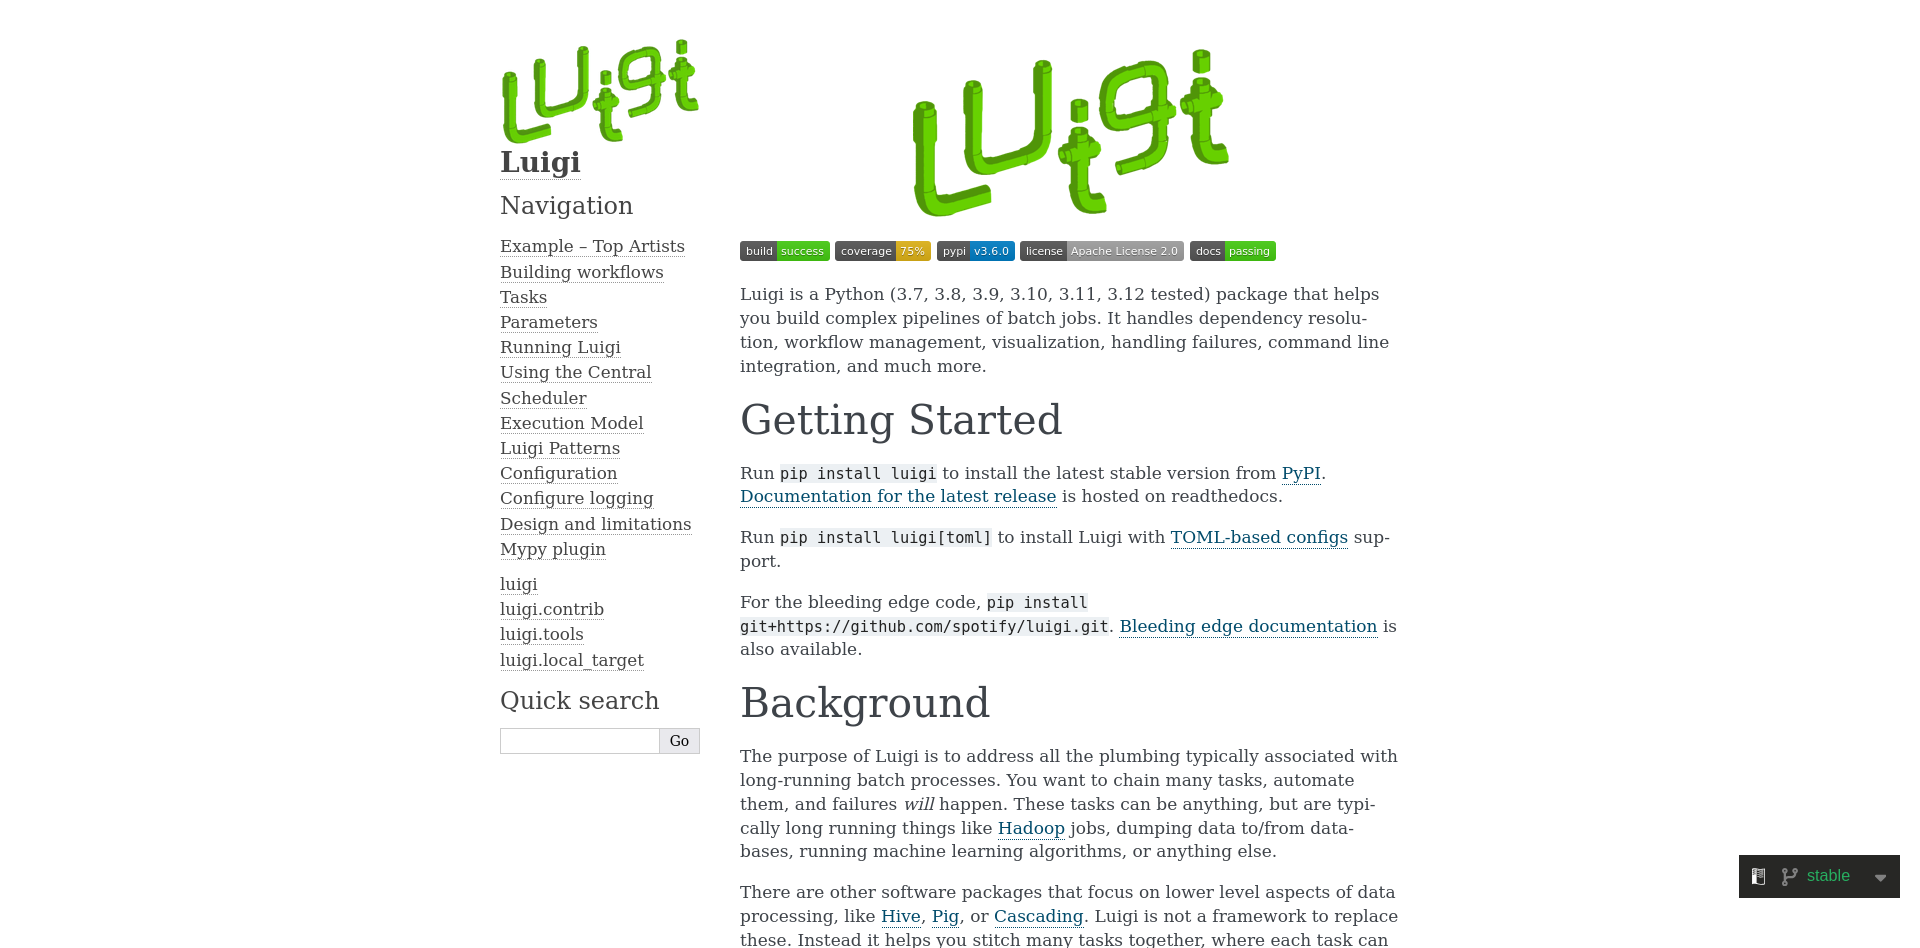 Luigi
Luigi
Navigation
Example – Top Artists
Building workflows
Tasks
Parameters
Running Luigi
Using the Central
Scheduler
Execution Model
Luigi Patterns
Configuration
Configure logging
Design and limitations
Mypy plugin
luigi
luigi.contrib
luigi.tools
luigi.local_target
Quick search
Go
Luigi
build success coverage 75% pypi v3.6.0 license Apache License 2.0 docs passing
Luigi is a Python (3.7, 3.8, 3.9, 3.10, 3.11, 3.12 tested) package that helps
you build complex pipelines of batch jobs. It handles dependency resolu-
tion, workflow management, visualization, handling failures, command line
integration, and much more.
Getting Started
Run pip install luigi to install the latest stable version from PyPI.
Documentation for the latest release is hosted on readthedocs.
Run pip install luigi[toml] to install Luigi with TOML-based configs sup-
port.
For the bleeding edge code, pip install
git+https://github.com/spotify/luigi.git. Bleeding edge documentation is
also available.
Background
The purpose of Luigi is to address all the plumbing typically associated with
long-running batch processes. You want to chain many tasks, automate
them, and failures will happen. These tasks can be anything, but are typi-
cally long running things like Hadoop jobs, dumping data to/from data-
bases, running machine learning algorithms, or anything else.
There are other software packages that focus on lower level aspects of data
processing, like Hive, Pig, or Cascading. Luigi is not a framework to replace
these. Instead it helps you stitch many tasks together, where each task can
stable